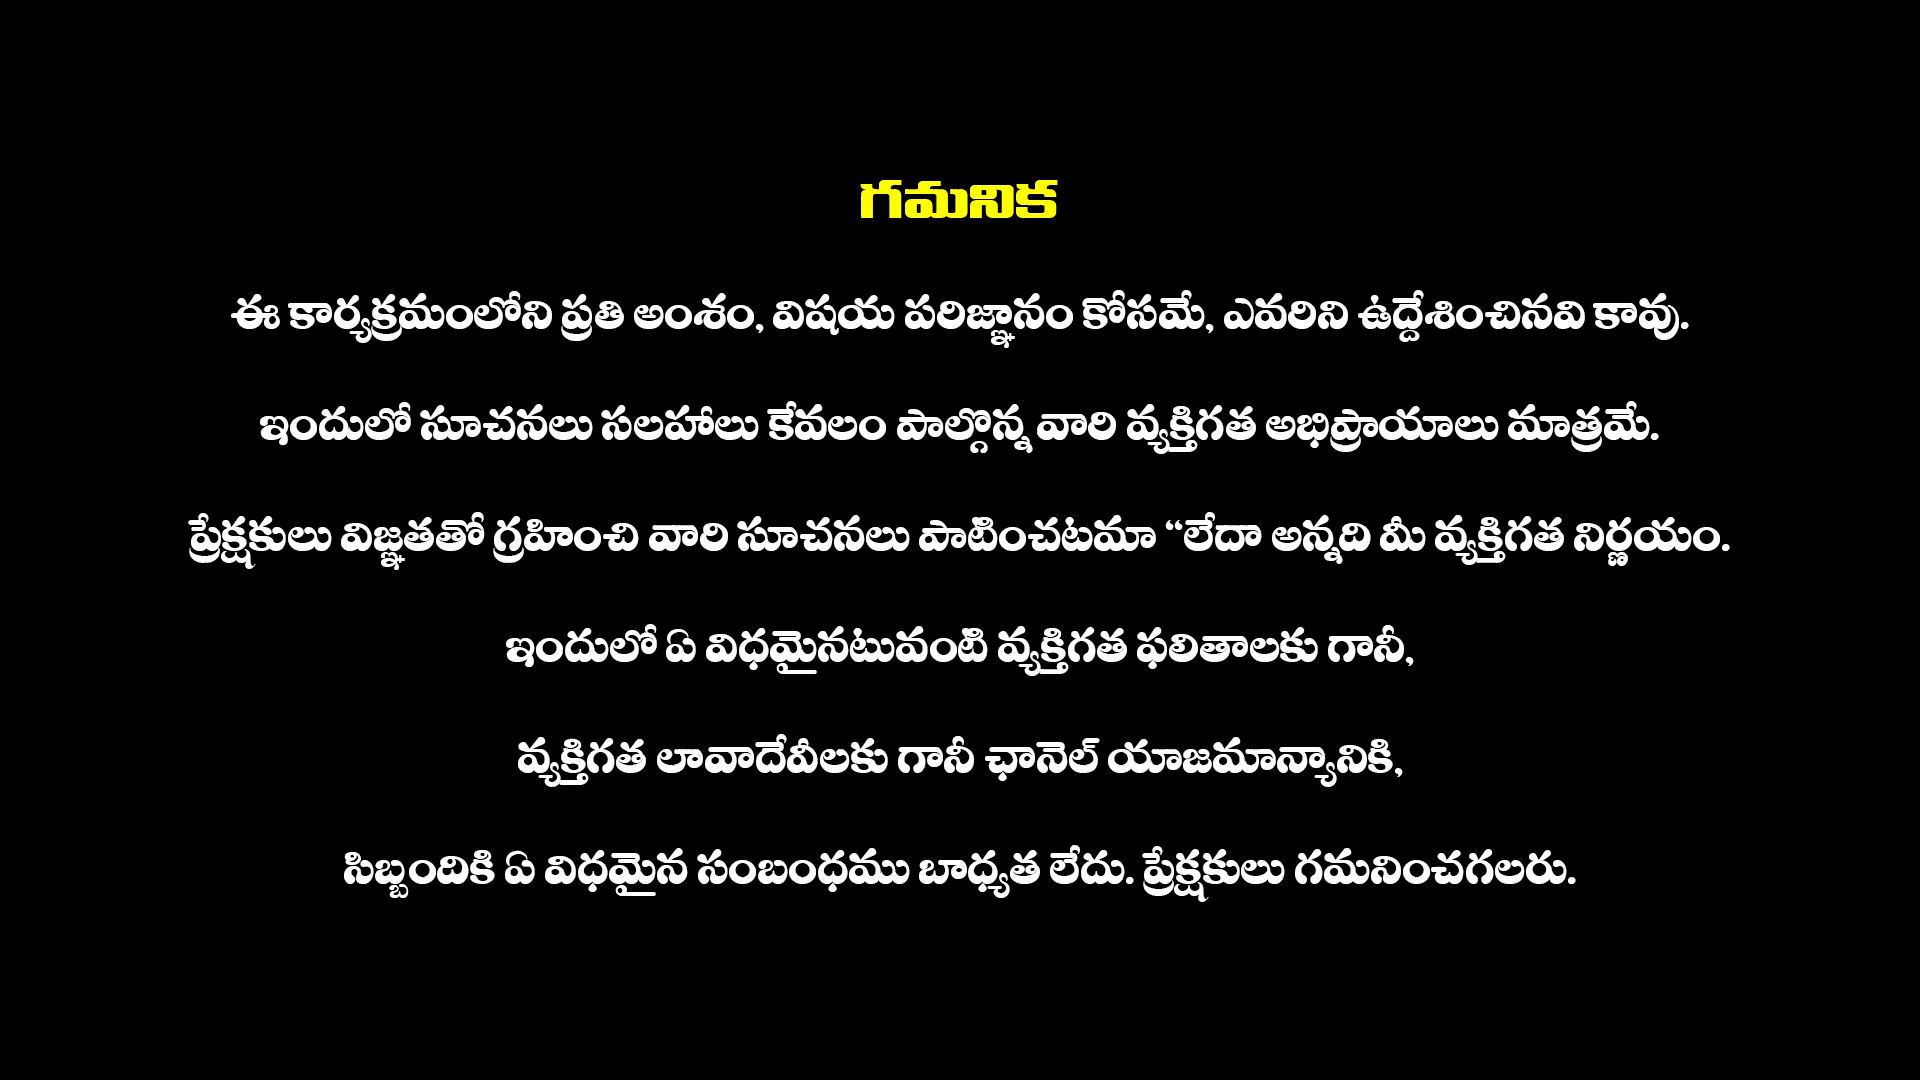 గమనిక
ఈ కార్యక్రమంలోని ప్రతి అంశం, విషయ పరిజ్ఞానం కోసమే, ఎవరిని ఉద్దేశించినవి కావు.
ఇందులో సూచనలు సలహాలు కేవలం పాల్గొన్న వారి వ్యక్తిగత అభిప్రాయాలు మాత్రమే.
ప్రేక్షకులు విజ్ఞతతో గ్రహించి వారి సూచనలు పాటించటమా “లేదా అన్నది మీ వ్యక్తిగత నిర్ణయం.
ఇందులో ఏ విధమైనటువంటి వ్యక్తిగత ఫలితాలకు గానీ,
వ్యక్తిగత లావాదేవీలకు గానీ ఛానెల్ యాజమాన్యానికి,
సిబ్బందికి ఏ విధమైన సంబంధము బాధ్యత లేదు. ప్రేక్షకులు గమనించగలరు.